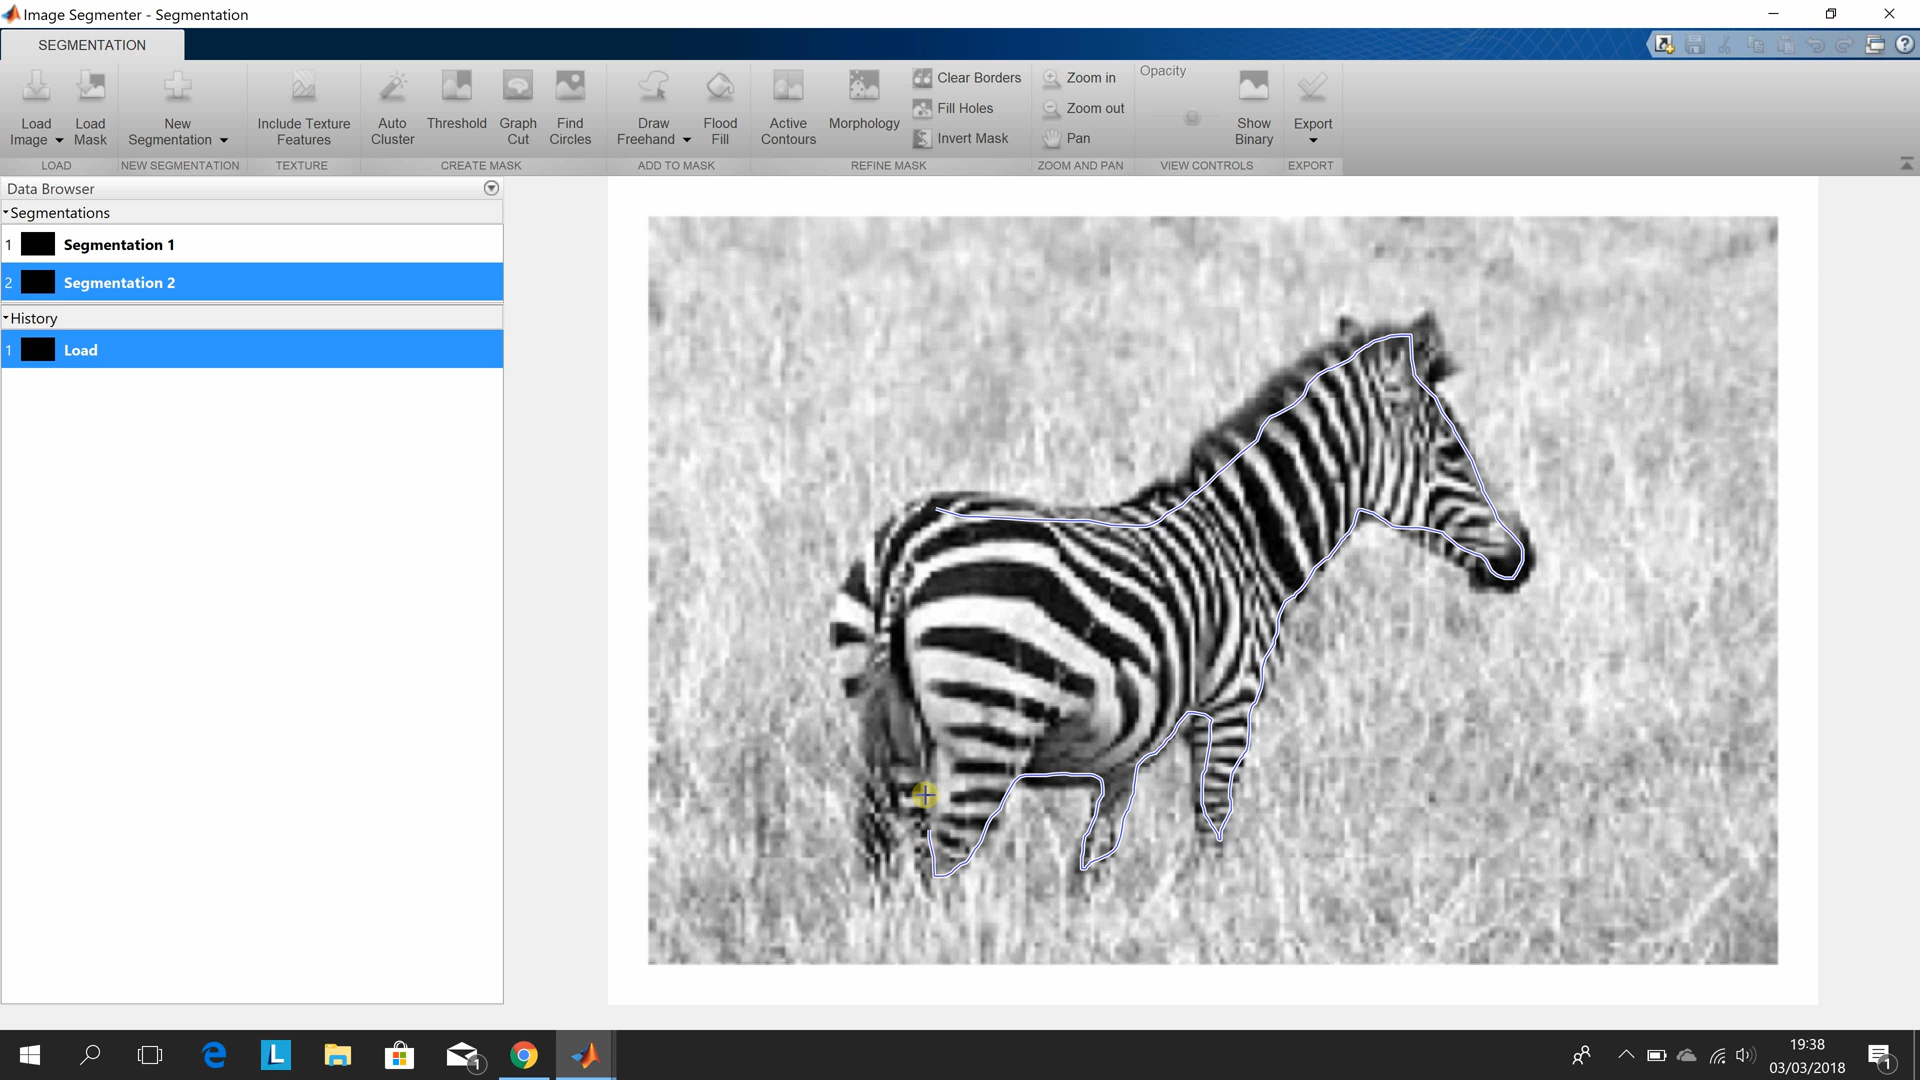 Image Segmenter - Segmentation
SEGMENTATION
Load Image
Load Mask
New Segmentation
Include Texture Features
Auto Cluster
Threshold
Graph Cut
Find Circles
Draw Freehand
Flood Fill
Active Contours
Morphology
Clear Borders
Fill Holes
Invert Mask
Zoom in
Zoom out
Pan
Opacity
Show Binary
Export
LOAD
NEW SEGMENTATION
TEXTURE
CREATE MASK
ADD TO MASK
REFINE MASK
ZOOM AND PAN
VIEW CONTROLS
EXPORT
Data Browser
Segmentations
1 Segmentation 1
2 Segmentation 2
History
1 Load
L
1
19:38
03/03/2018
1